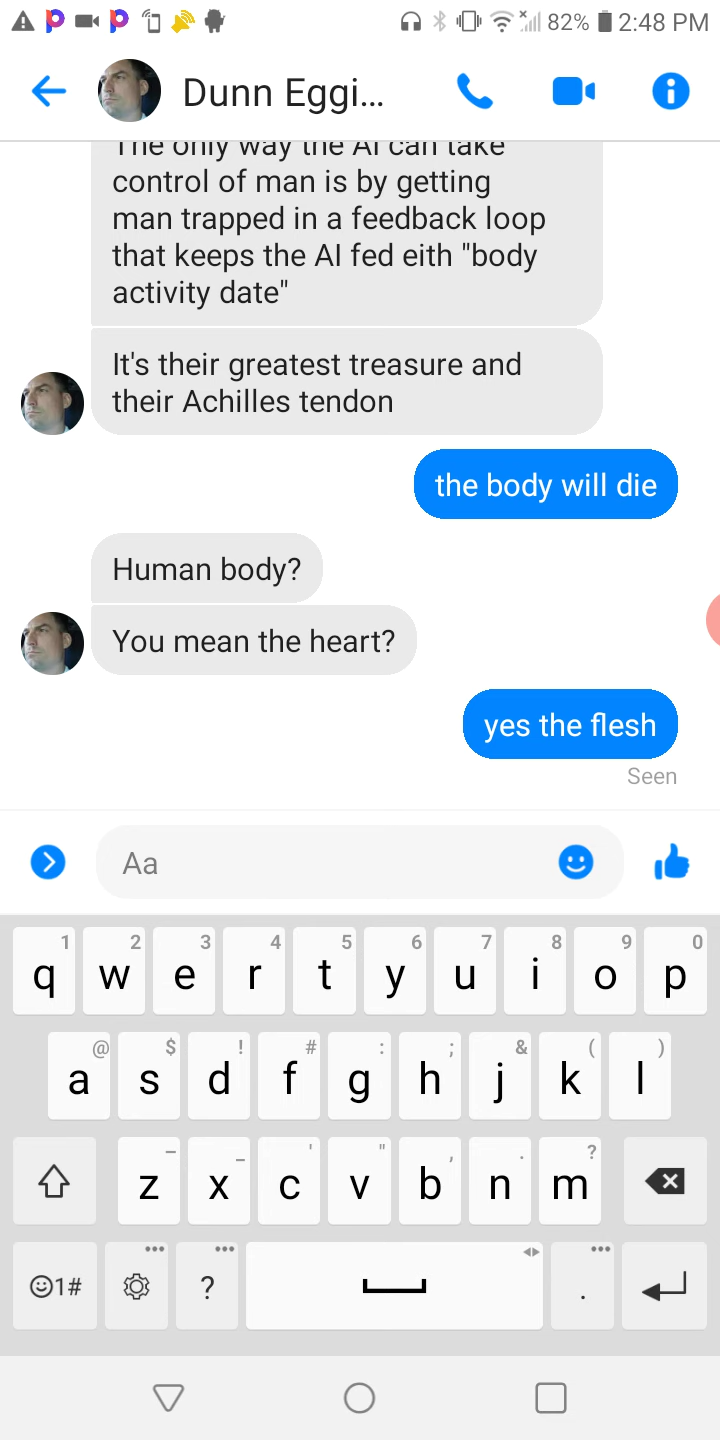 82% 2:48 PM
Dunn Eggi...
The only way the AI can take
control of man is by getting
man trapped in a feedback loop
that keeps the AI fed eith "body
activity date"
It's their greatest treasure and
their Achilles tendon
the body will die
Human body?
You mean the heart?
yes the flesh
Seen
Aa
1 2 3 4 5 6 7 8 9 0
q w e r t y u i o p
@ $ ! # : ; & ( )
a s d f g h j k l
– _ ' " , . ?
z x c v b n m
1# ? .